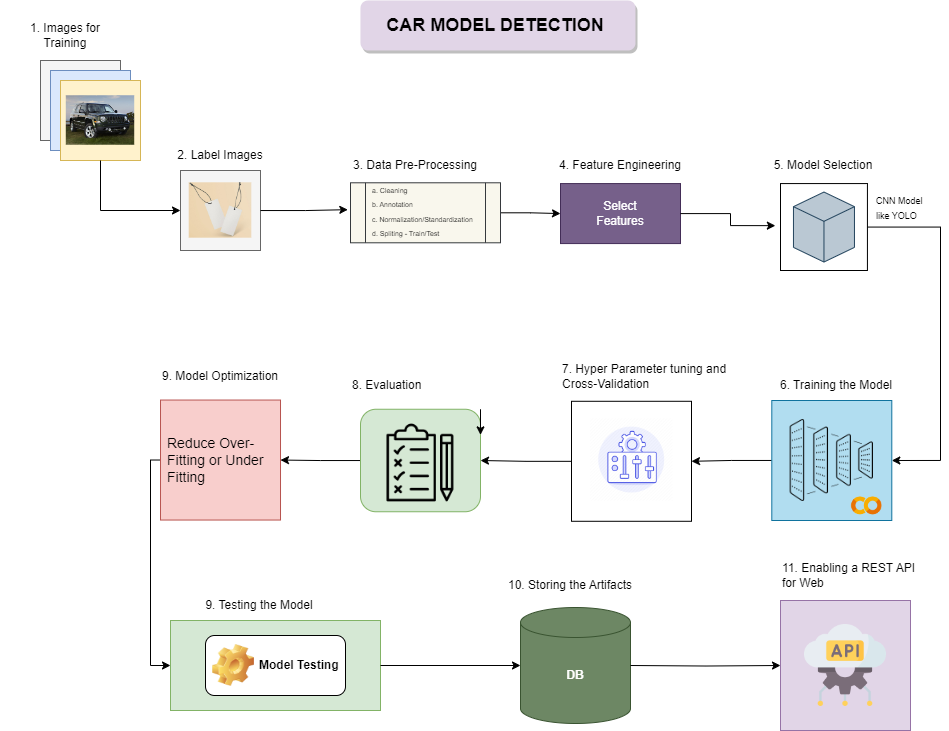 CAR MODEL DETECTION
1. Images for
Training
2. Label Images
3. Data Pre-Processing
a. Cleaning
b. Annotation
c. Normalization/Standardization
d. Spliting - Train/Test
4. Feature Engineering
Select
Features
5. Model Selection
CNN Model
like YOLO
6. Training the Model
CO
7. Hyper Parameter tuning and
Cross-Validation
8. Evaluation
9. Model Optimization
Reduce Over-
Fitting or Under
Fitting
9. Testing the Model
Model Testing
10. Storing the Artifacts
DB
11. Enabling a REST API
for Web
API